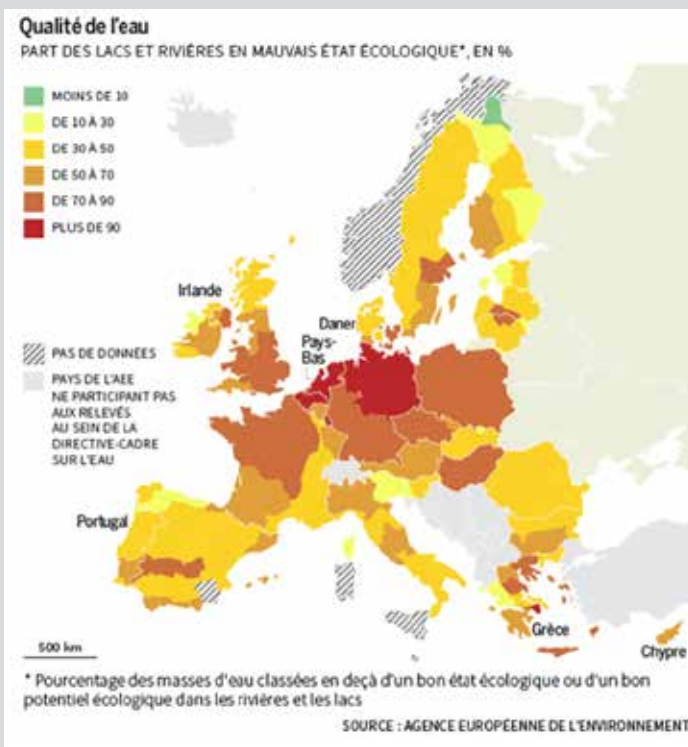 Qualité de l'eau
PART DES LACS ET RIVIÈRES EN MAUVAIS ÉTAT ÉCOLOGIQUE*, EN %
MOINS DE 10
DE 10 À 30
DE 30 À 50
DE 50 À 70
DE 70 À 90
PLUS DE 90
Irlande
Daner
Pays-
Bas
PAS DE DONNÉES
PAYS DE L'AEE
NE PARTICIPANT PAS
AUX RELEVÉS
AU SEIN DE LA
DIRECTIVE-CADRE
SUR L'EAU
Portugal
Grèce
Chypre
500 km
* Pourcentage des masses d'eau classées en deçà d'un bon état écologique ou d'un bon
potentiel écologique dans les rivières et les lacs
SOURCE : AGENCE EUROPÉENNE DE L'ENVIRONNEMENT